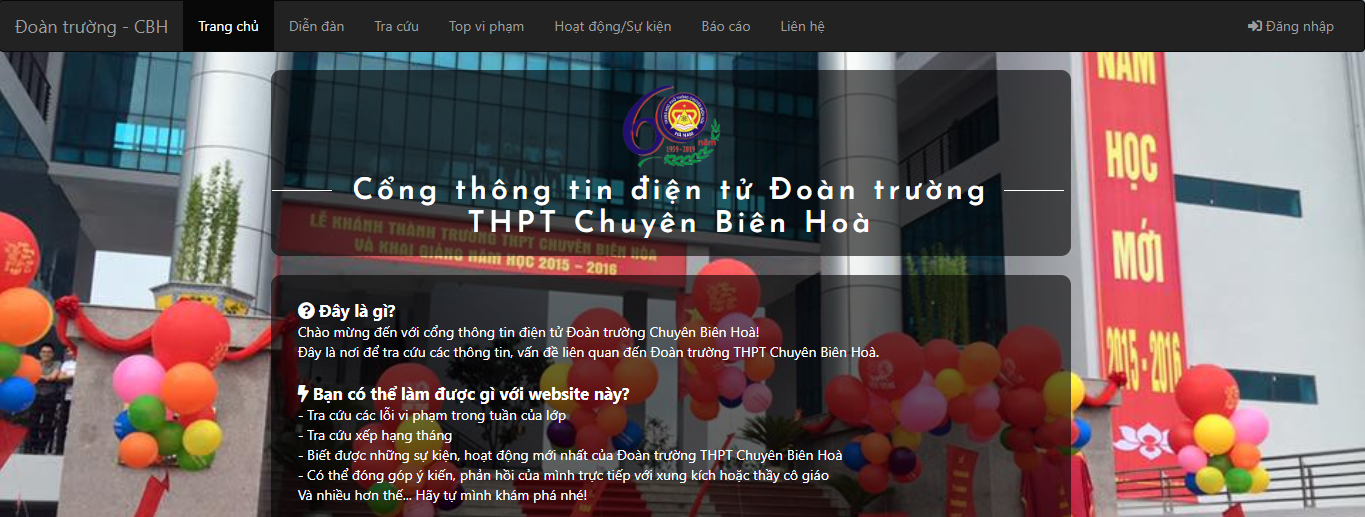 Đoàn trường - CBH
Trang chủ
Diễn đàn
Tra cứu
Top vi phạm
Hoạt động/Sự kiện
Báo cáo
Liên hệ
Đăng nhập
HÀ NAM
1959 - 2019
năm
Cổng thông tin điện tử Đoàn trường
THPT Chuyên Biên Hoà
LỄ KHÁNH THÀNH TRƯỜNG THPT CHUYÊN BIÊN HÒA
VÀ KHAI GIẢNG NĂM HỌC 2015 - 2016
NĂM
HỌC
MỚI
2015 - 2016
Đây là gì?
Chào mừng đến với cổng thông tin điện tử Đoàn trường Chuyên Biên Hoà!
Đây là nơi để tra cứu các thông tin, vấn đề liên quan đến Đoàn trường THPT Chuyên Biên Hoà.
Bạn có thể làm được gì với website này?
- Tra cứu các lỗi vi phạm trong tuần của lớp
- Tra cứu xếp hạng tháng
- Biết được những sự kiện, hoạt động mới nhất của Đoàn trường THPT Chuyên Biên Hoà
- Có thể đóng góp ý kiến, phản hồi của mình trực tiếp với xung kích hoặc thầy cô giáo
Và nhiều hơn thế... Hãy tự mình khám phá nhé!